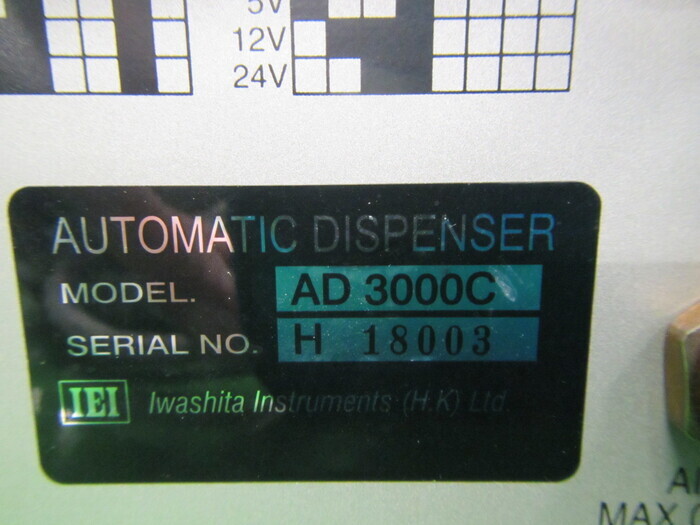 5V
12V
24V
AUTOMATIC DISPENSER
MODEL. AD 3000C
SERIAL NO. H 18003
IEI Iwashita Instruments (H.K) Ltd
MAX